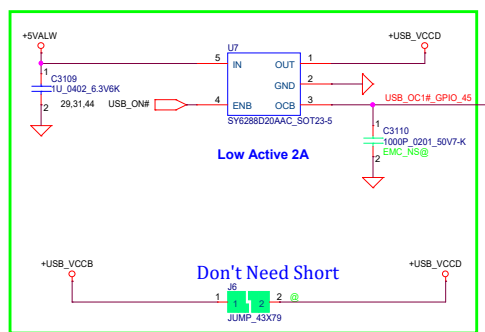 +5VALW
+USB_VCCD
U7
5 IN OUT 1
GND 2
USB_ON# 4 ENB OCB 3
USB_OC1#_GPIO_45
SY6288D20AAC_SOT23-5
1
C3109
1U_0402_6.3V6K
2
29,31,44
Low Active 2A
1
C3110
1000P_0201_50V7-K
EMC_NS@
2
+USB_VCCB
Don't Need Short
+USB_VCCD
J6
1 1 2 2 @
JUMP_43X79